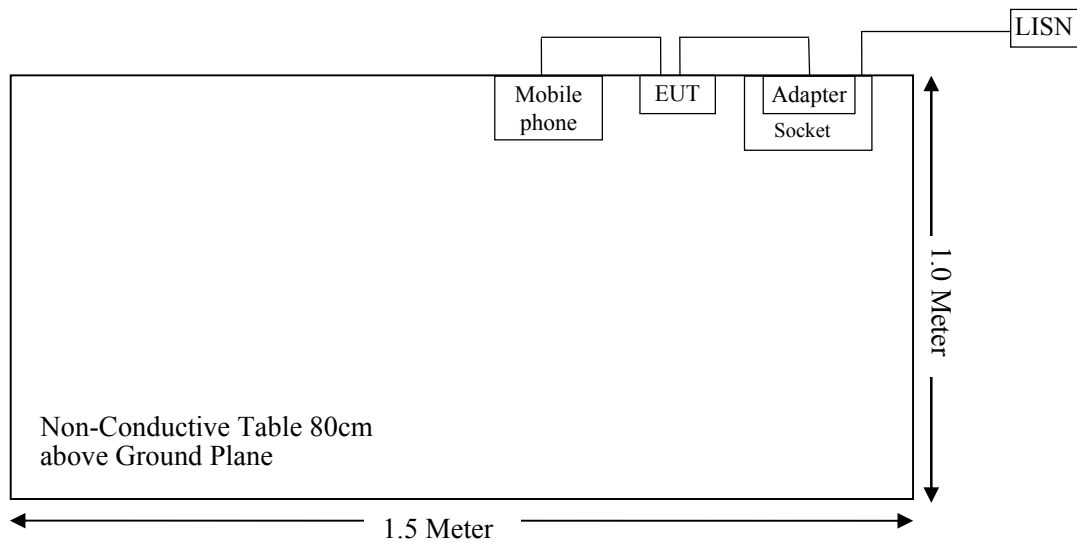 LISN
Mobile
phone
EUT
Adapter
Socket
1.0 Meter
Non-Conductive Table 80cm
above Ground Plane
1.5 Meter